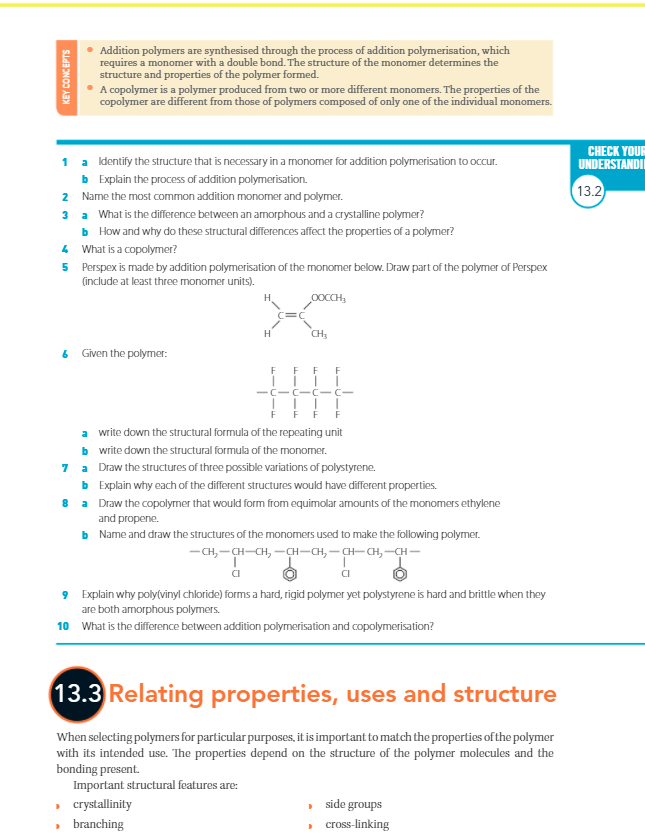 KEY CONCEPTS
• Addition polymers are synthesised through the process of addition polymerisation, which
requires a monomer with a double bond. The structure of the monomer determines the
structure and properties of the polymer formed.
• A copolymer is a polymer produced from two or more different monomers. The properties of the
copolymer are different from those of polymers composed of only one of the individual monomers.
CHECK YOUR
UNDERSTANDI
13.2
1 a Identify the structure that is necessary in a monomer for addition polymerisation to occur.
b Explain the process of addition polymerisation.
2 Name the most common addition monomer and polymer.
3 a What is the difference between an amorphous and a crystalline polymer?
b How and why do these structural differences affect the properties of a polymer?
4 What is a copolymer?
5 Perspex is made by addition polymerisation of the monomer below. Draw part of the polymer of Perspex
(include at least three monomer units).
H OOCCH₃
C=C
H CH₃
6 Given the polymer:
F F F F
—C—C—C—C—
F F F F
a write down the structural formula of the repeating unit
b write down the structural formula of the monomer.
7 a Draw the structures of three possible variations of polystyrene.
b Explain why each of the different structures would have different properties.
8 a Draw the copolymer that would form from equimolar amounts of the monomers ethylene
and propene.
b Name and draw the structures of the monomers used to make the following polymer.
—CH₂—CH—CH₂—CH—CH₂—CH—CH₂—CH—
Cl Cl
9 Explain why poly(vinyl chloride) forms a hard, rigid polymer yet polystyrene is hard and brittle when they
are both amorphous polymers.
10 What is the difference between addition polymerisation and copolymerisation?
13.3 Relating properties, uses and structure
When selecting polymers for particular purposes, it is important to match the properties of the polymer
with its intended use. The properties depend on the structure of the polymer molecules and the
bonding present.
Important structural features are:
crystallinity
side groups
branching
cross-linking